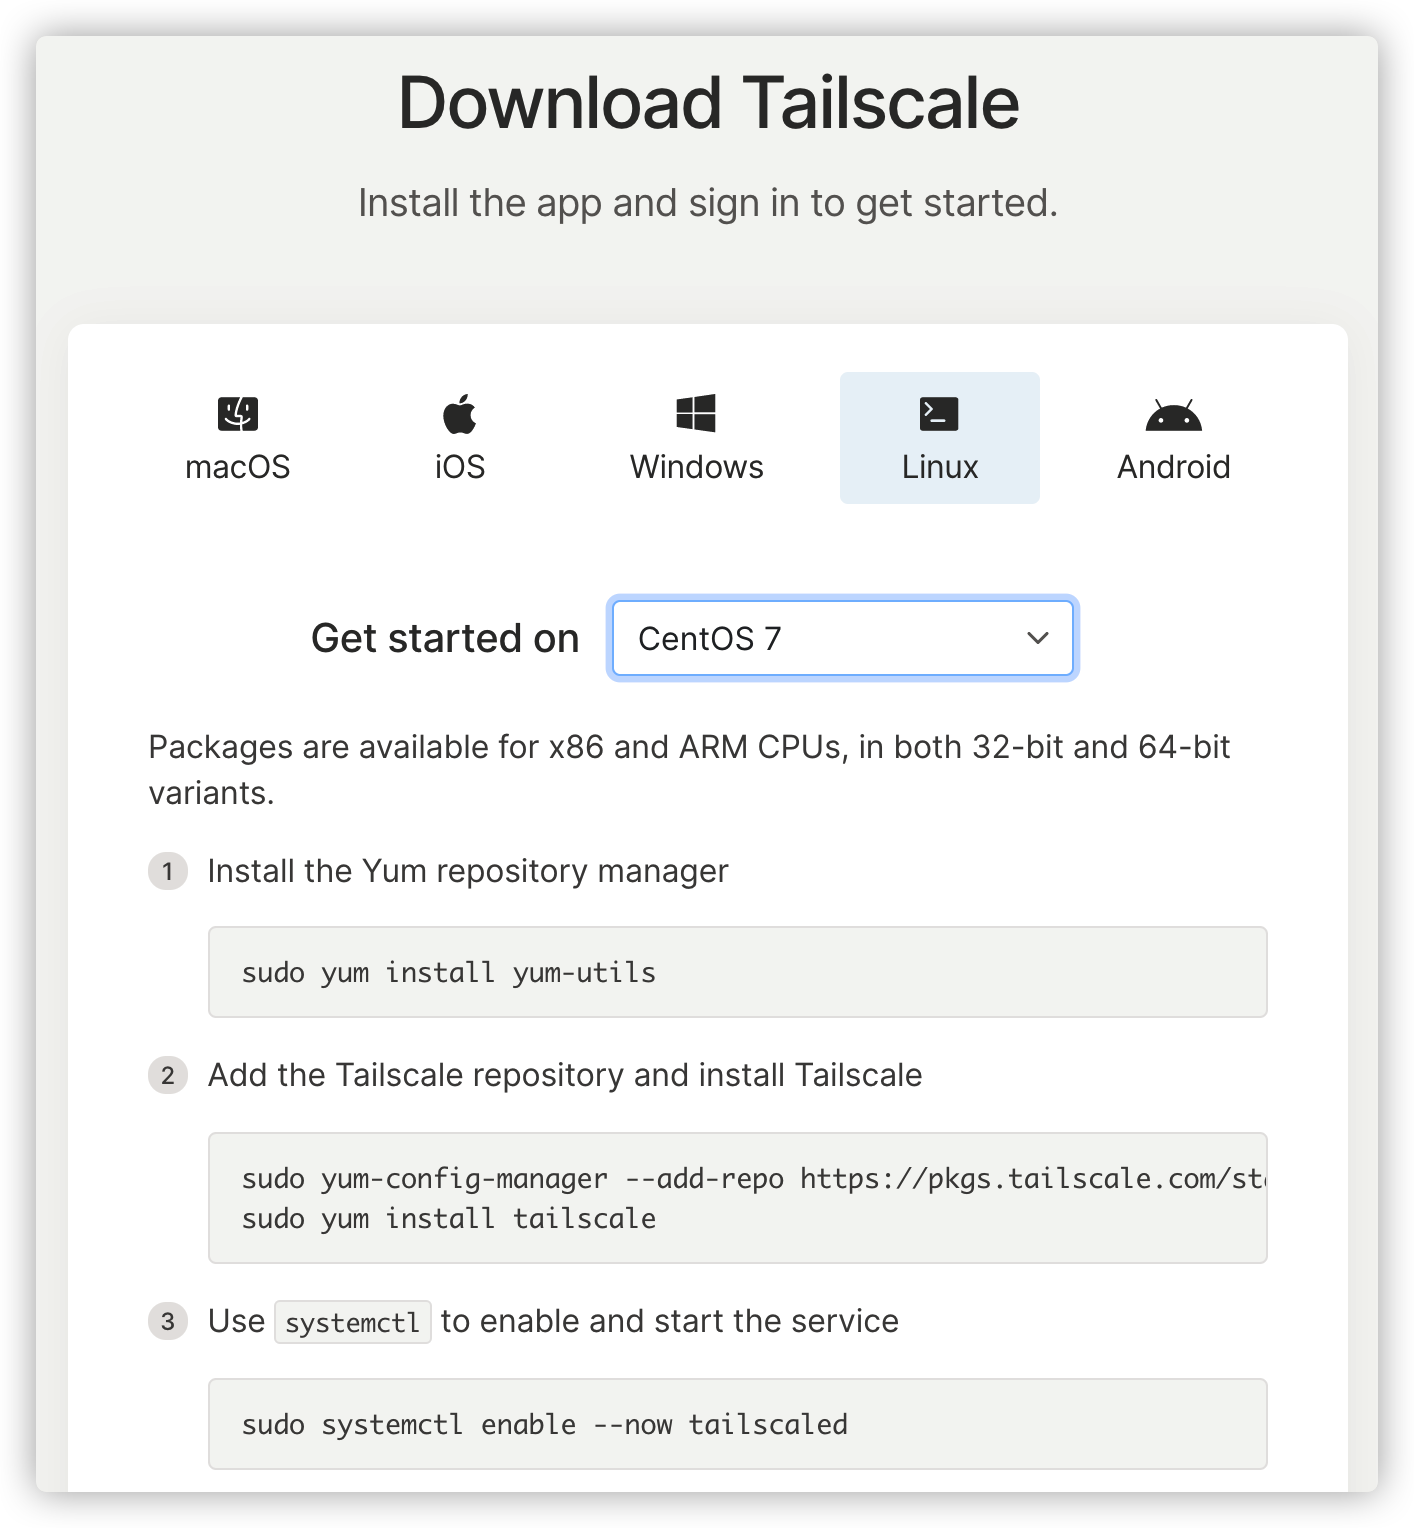 Download Tailscale
Install the app and sign in to get started.
macOS
iOS
Windows
Linux
Android
Get started on
CentOS 7
Packages are available for x86 and ARM CPUs, in both 32-bit and 64-bit
variants.
1 Install the Yum repository manager
sudo yum install yum-utils
2 Add the Tailscale repository and install Tailscale
sudo yum-config-manager --add-repo https://pkgs.tailscale.com/st
sudo yum install tailscale
3 Use systemctl to enable and start the service
sudo systemctl enable --now tailscaled